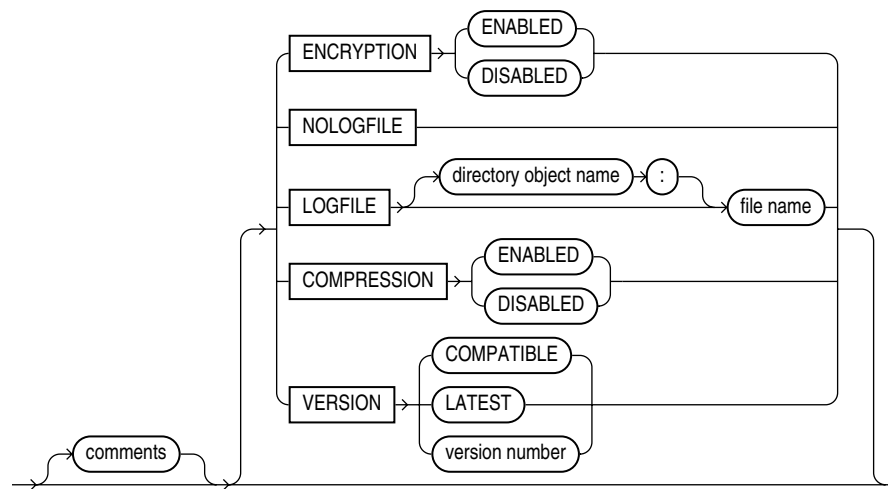 ENABLED
ENCRYPTION
DISABLED
NOLOGFILE
directory object name :
LOGFILE file name
ENABLED
COMPRESSION
DISABLED
COMPATIBLE
VERSION LATEST
version number
comments